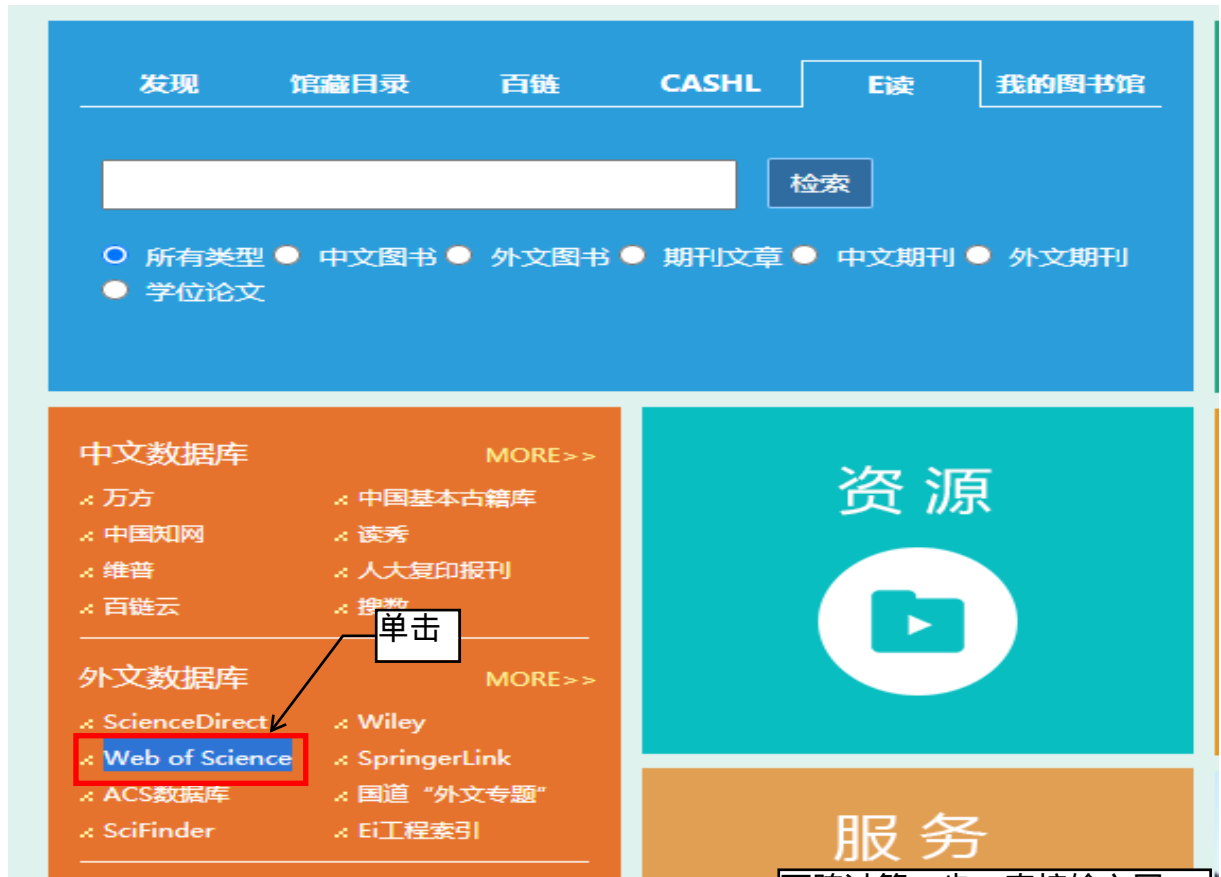 发现 馆藏目录 百链 CASHL E读 我的图书馆
检索
所有类型 中文图书 外文图书 期刊文章 中文期刊 外文期刊
学位论文
中文数据库 MORE>>
万方 中国基本古籍库
中国知网 读秀
维普 人大复印报刊
百链云 搜数
单击
外文数据库 MORE>>
ScienceDirect Wiley
Web of Science SpringerLink
ACS数据库 国道“外文专题”
SciFinder Ei工程索引
资源
服务